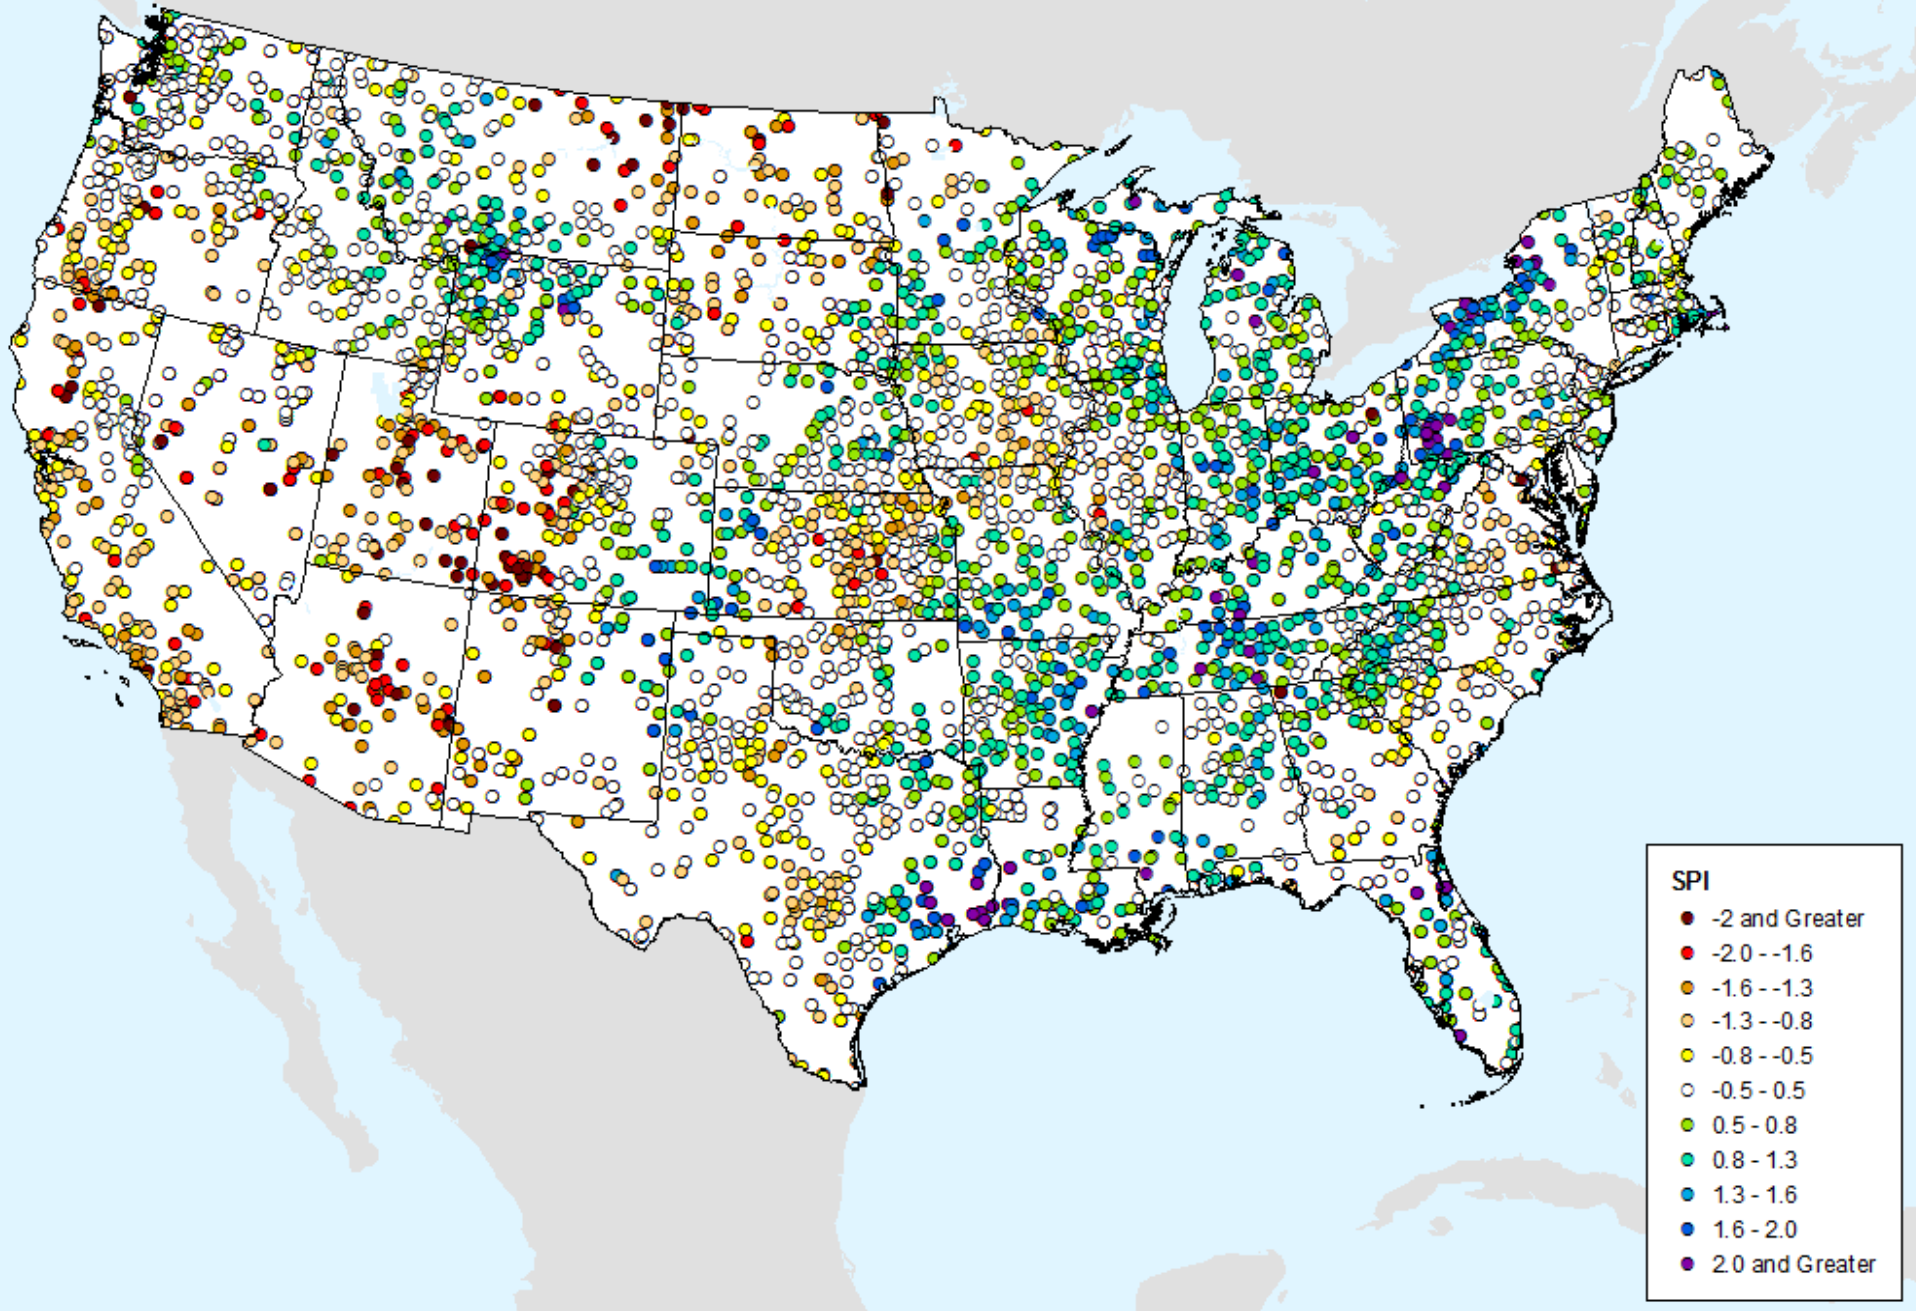 SPI
-2 and Greater
-2.0 - -1.6
-1.6 - -1.3
-1.3 - -0.8
-0.8 - -0.5
-0.5 - 0.5
0.5 - 0.8
0.8 - 1.3
1.3 - 1.6
1.6 - 2.0
2.0 and Greater